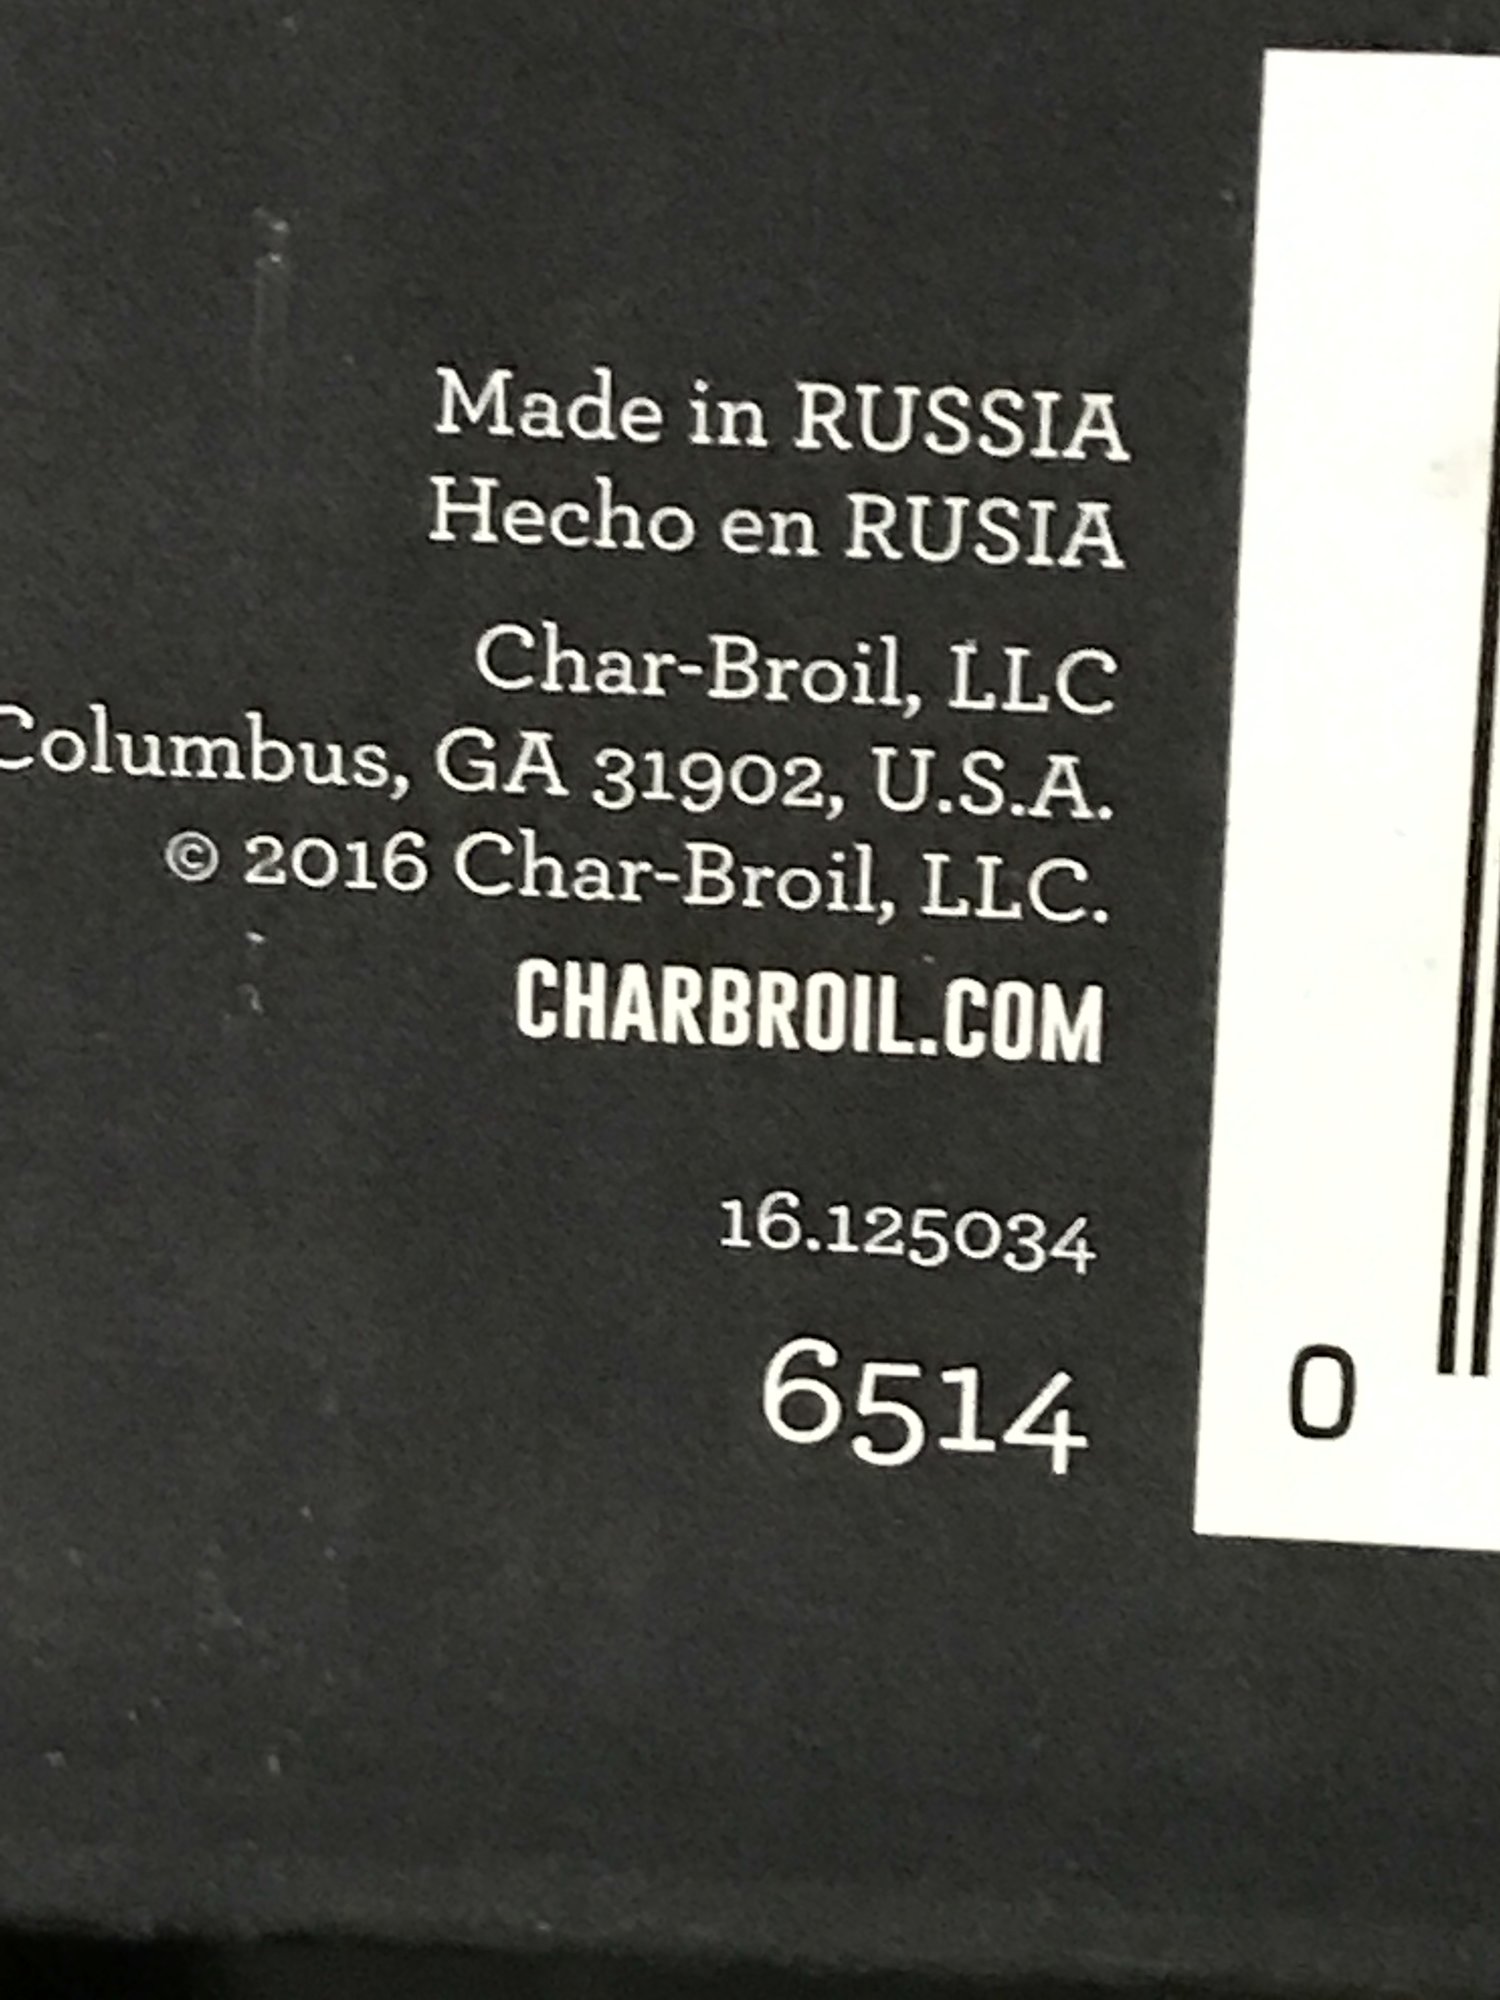 Made in RUSSIA
Hecho en RUSIA
Char-Broil, LLC
Columbus, GA 31902, U.S.A.
© 2016 Char-Broil, LLC.
CHARBROIL.COM
16.125034
6514
0